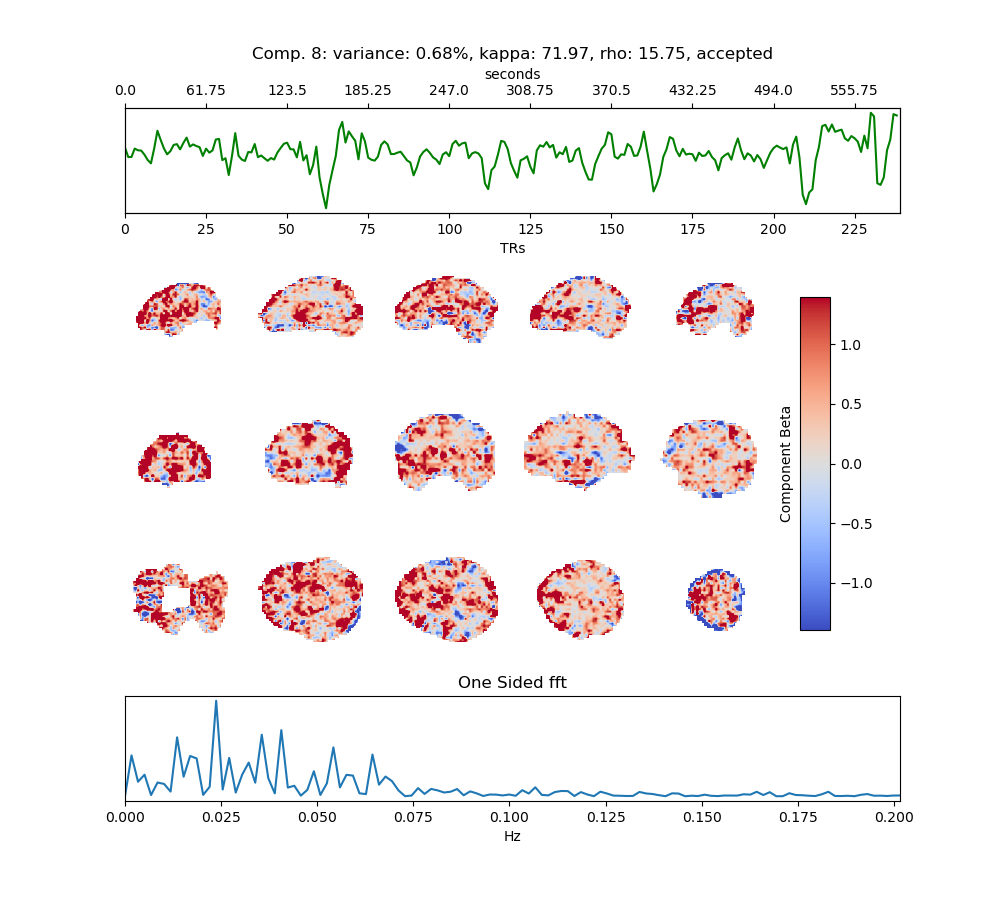 Comp. 8: variance: 0.68%, kappa: 71.97, rho: 15.75, accepted
seconds
0.0 61.75 123.5 185.25 247.0 308.75 370.5 432.25 494.0 555.75
0 25 50 75 100 125 150 175 200 225
TRs
1.0
0.5
0.0
−0.5
−1.0
Component Beta
One Sided fft
0.000 0.025 0.050 0.075 0.100 0.125 0.150 0.175 0.200
Hz